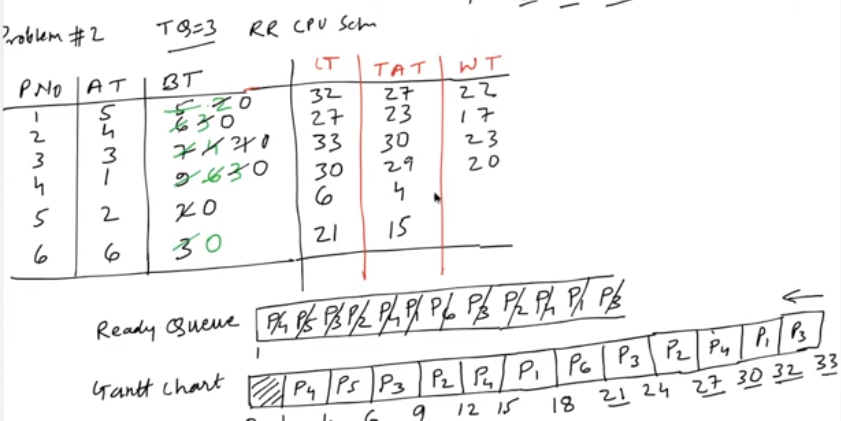 Problem #2 TQ=3 RR CPU Sch
CT TAT WT
P No AT BT
1 5 5 2 0 32 27 22
2 4 6 3 0 27 23 17
3 3 7 4 1 0 33 30 23
4 1 9 6 3 0 30 29 20
5 2 2 0 6 4
6 6 3 0 21 15
Ready Queue P4 P5 P3 P2 P4 P1 P6 P3 P2 P4 P1 P3
1
Gantt chart P4 P5 P3 P2 P4 P1 P6 P3 P2 P4 P1 P3
6 9 12 15 18 21 24 27 30 32 33